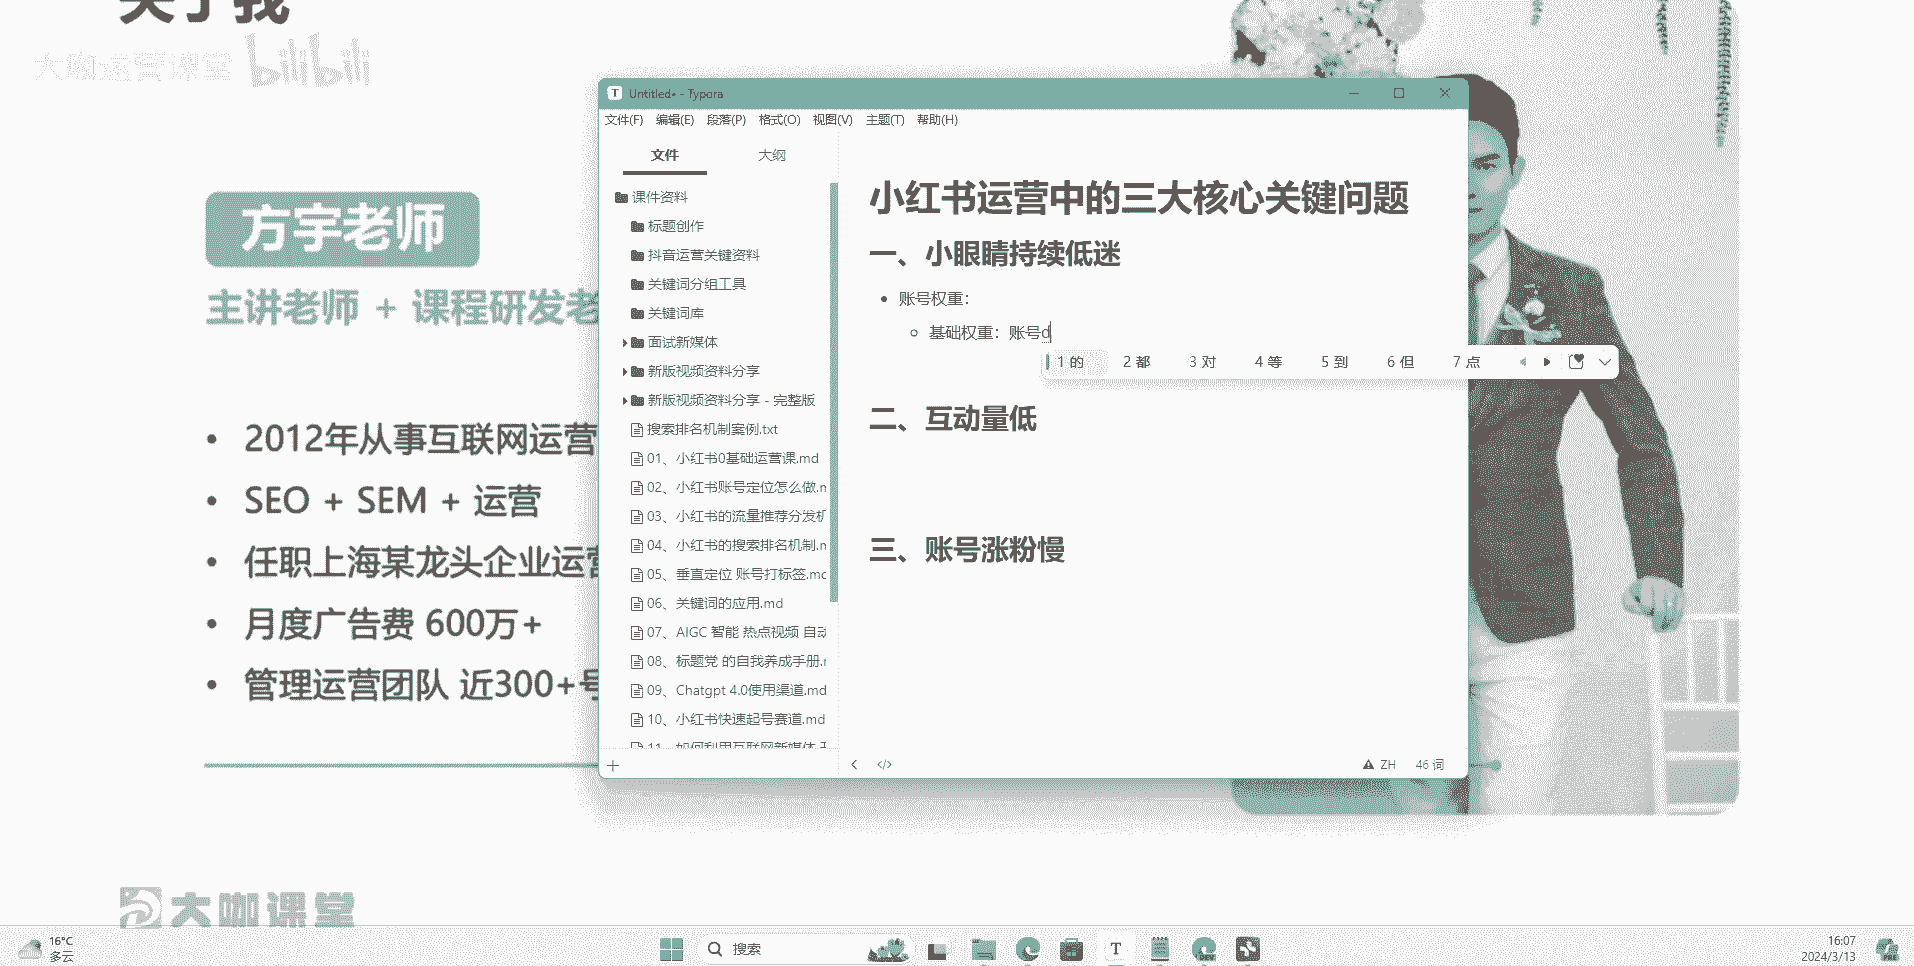 关于我
大咖运营课堂 bilibili
方宇老师
主讲老师 + 课程研发老
2012年从事互联网运营
SEO + SEM + 运营
任职上海某龙头企业运营
月度广告费 600万+
管理运营团队 近300+号
大咖课堂
Untitled• - Typora
文件(F) 编辑(E) 段落(P) 格式(O) 视图(V) 主题(T) 帮助(H)
文件 大纲
课件资料
标题创作
抖音运营关键资料
关键词分组工具
关键词库
面试新媒体
新版视频资料分享
新版视频资料分享 - 完整版
搜索排名机制案例.txt
01、小红书0基础运营课.md
02、小红书账号定位怎么做.m
03、小红书的流量推荐分发机
04、小红书的搜索排名机制.m
05、垂直定位 账号打标签.mc
06、关键词的应用.md
07、AIGC 智能 热点视频 自动
08、标题党 的自我养成手册.r
09、Chatgpt 4.0使用渠道.md
10、小红书快速起号赛道.md
11、如何利用互联网新媒体 开
小红书运营中的三大核心关键问题
一、小眼睛持续低迷
账号权重：
基础权重：账号d
1 的 2 都 3 对 4 等 5 到 6 但 7 点
二、互动量低
三、账号涨粉慢
ZH 46 词
16°C
多云
搜索
T
DEV
16:07
2024/3/13
PRE